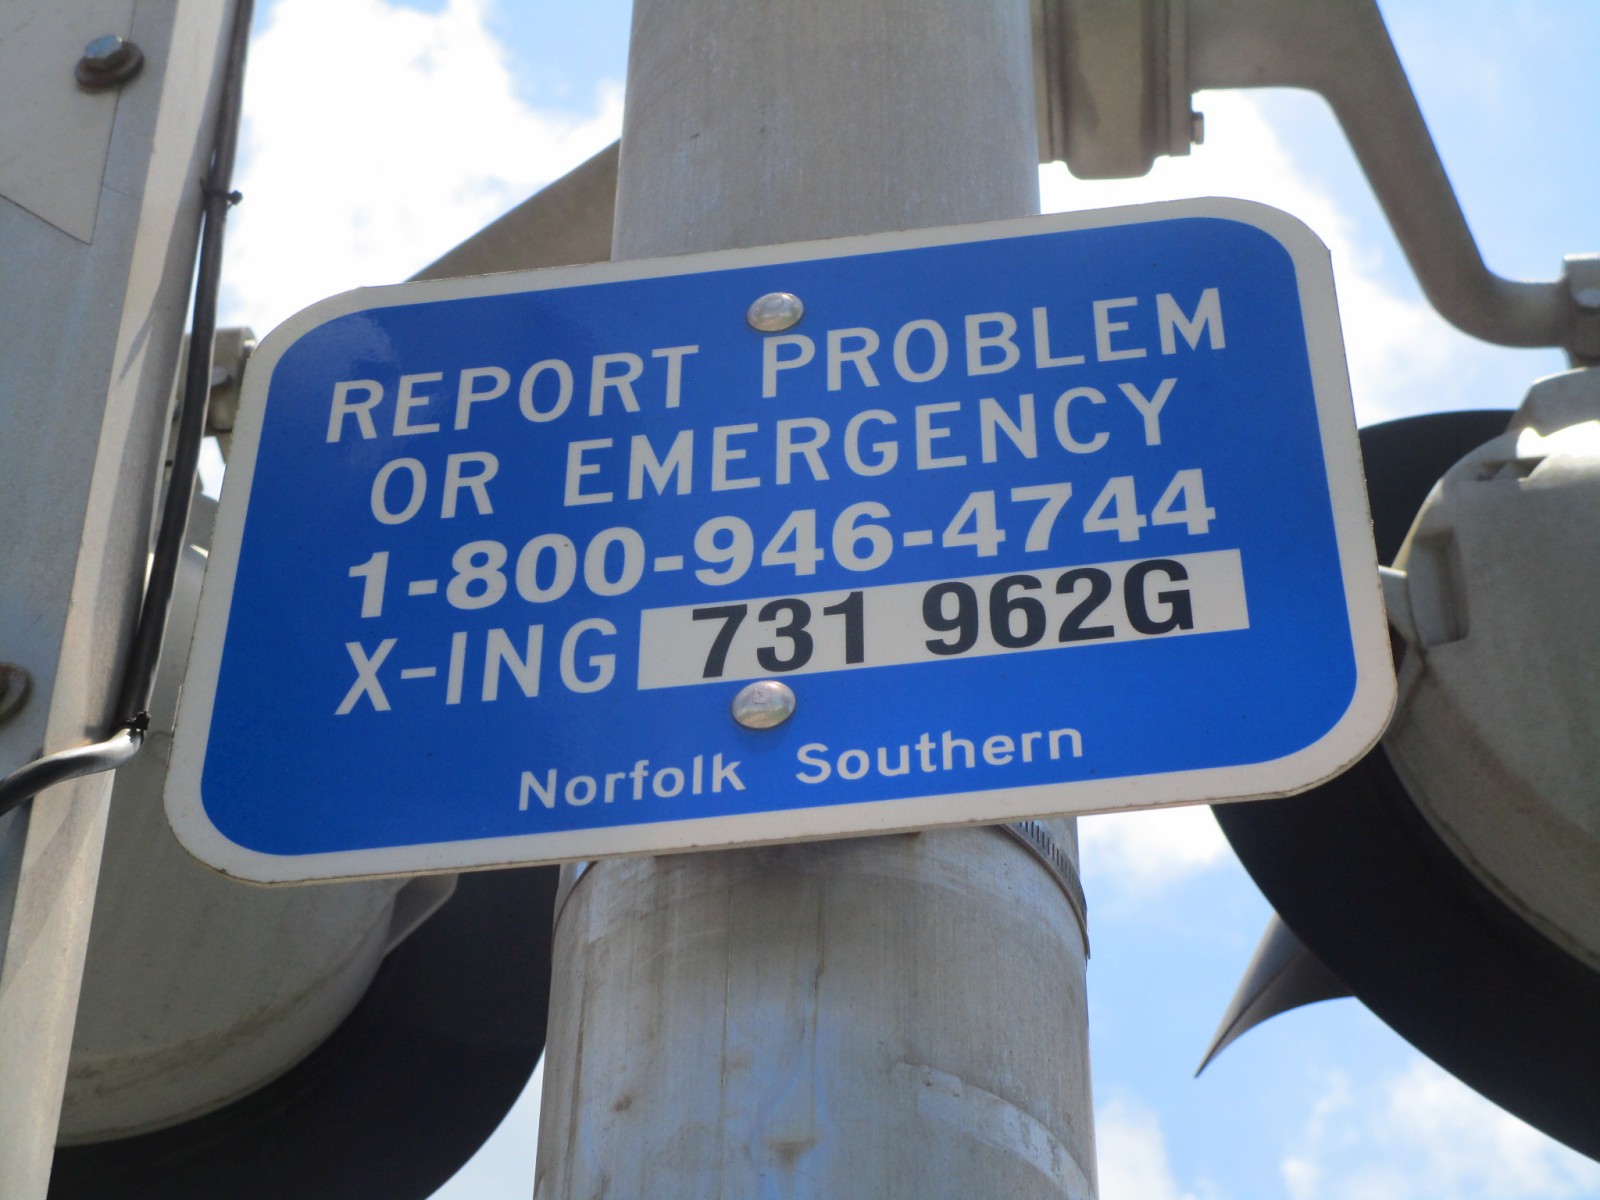 REPORT PROBLEM
OR EMERGENCY
1-800-946-4744
X-ING 731 962G
Norfolk Southern